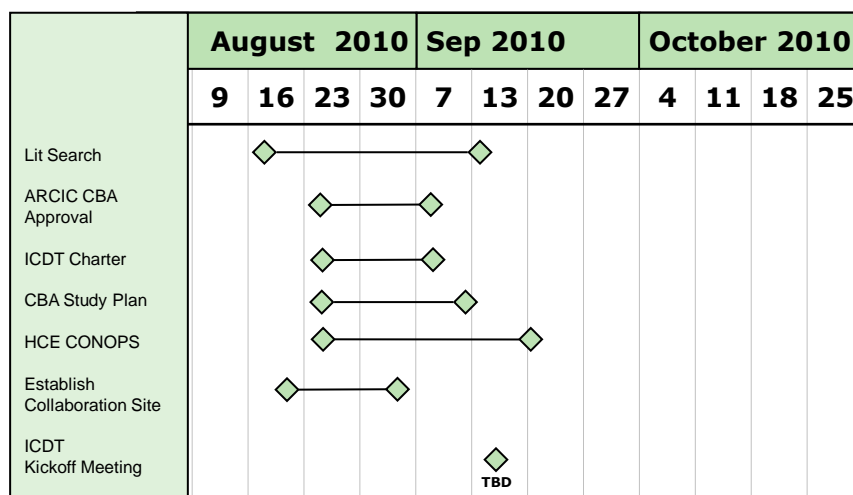 August 2010 Sep 2010 October 2010
9 16 23 30 7 13 20 27 4 11 18 25
Lit Search
ARCIC CBA
Approval
ICDT Charter
CBA Study Plan
HCE CONOPS
Establish
Collaboration Site
ICDT
Kickoff Meeting
TBD